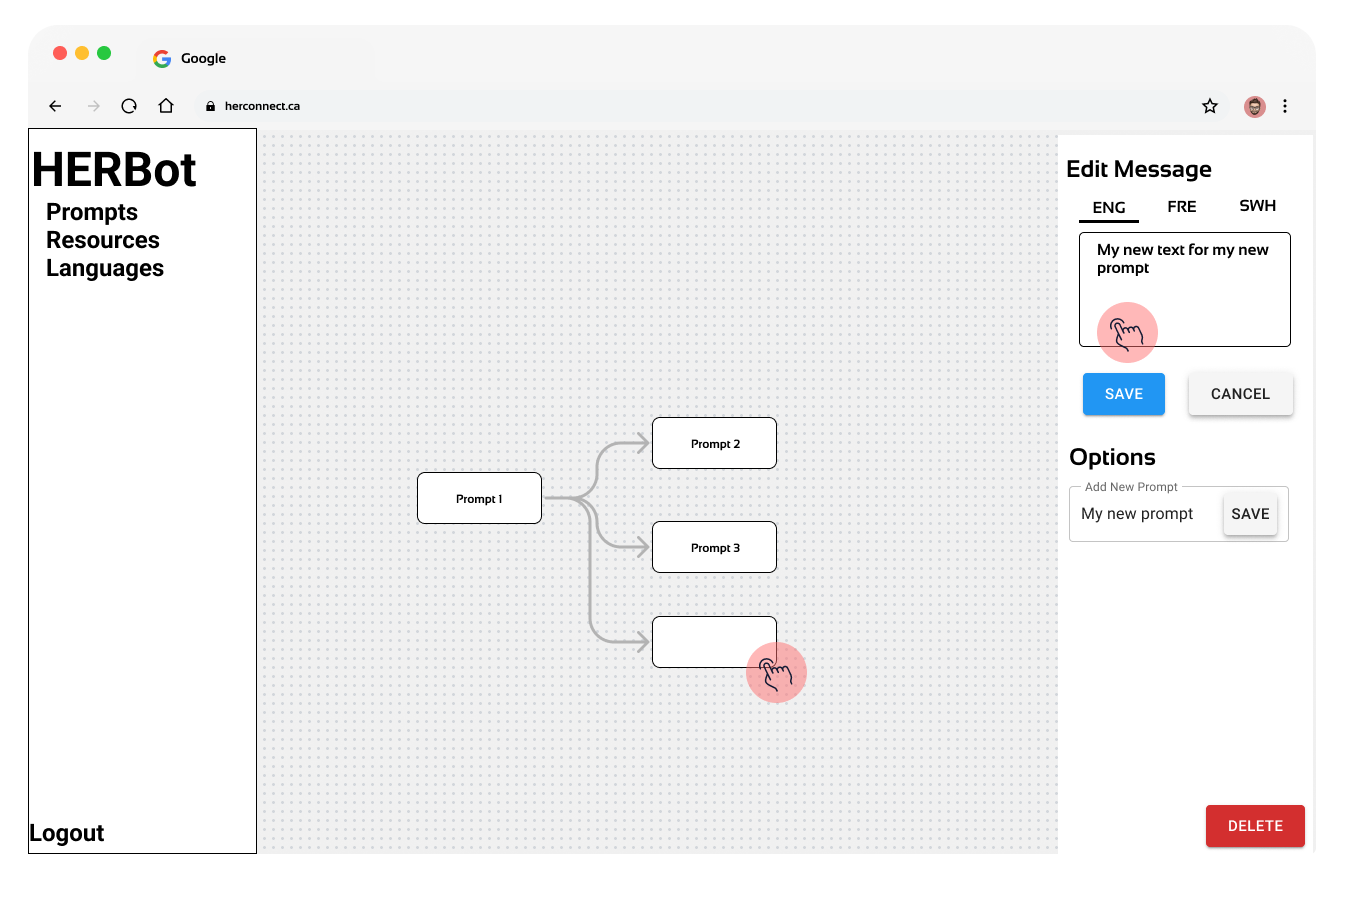 Google
herconnect.ca
HERBot
Prompts
Resources
Languages
Logout
Prompt 1
Prompt 2
Prompt 3
Edit Message
ENG FRE SWH
My new text for my new
prompt
SAVE CANCEL
Options
Add New Prompt
My new prompt SAVE
DELETE